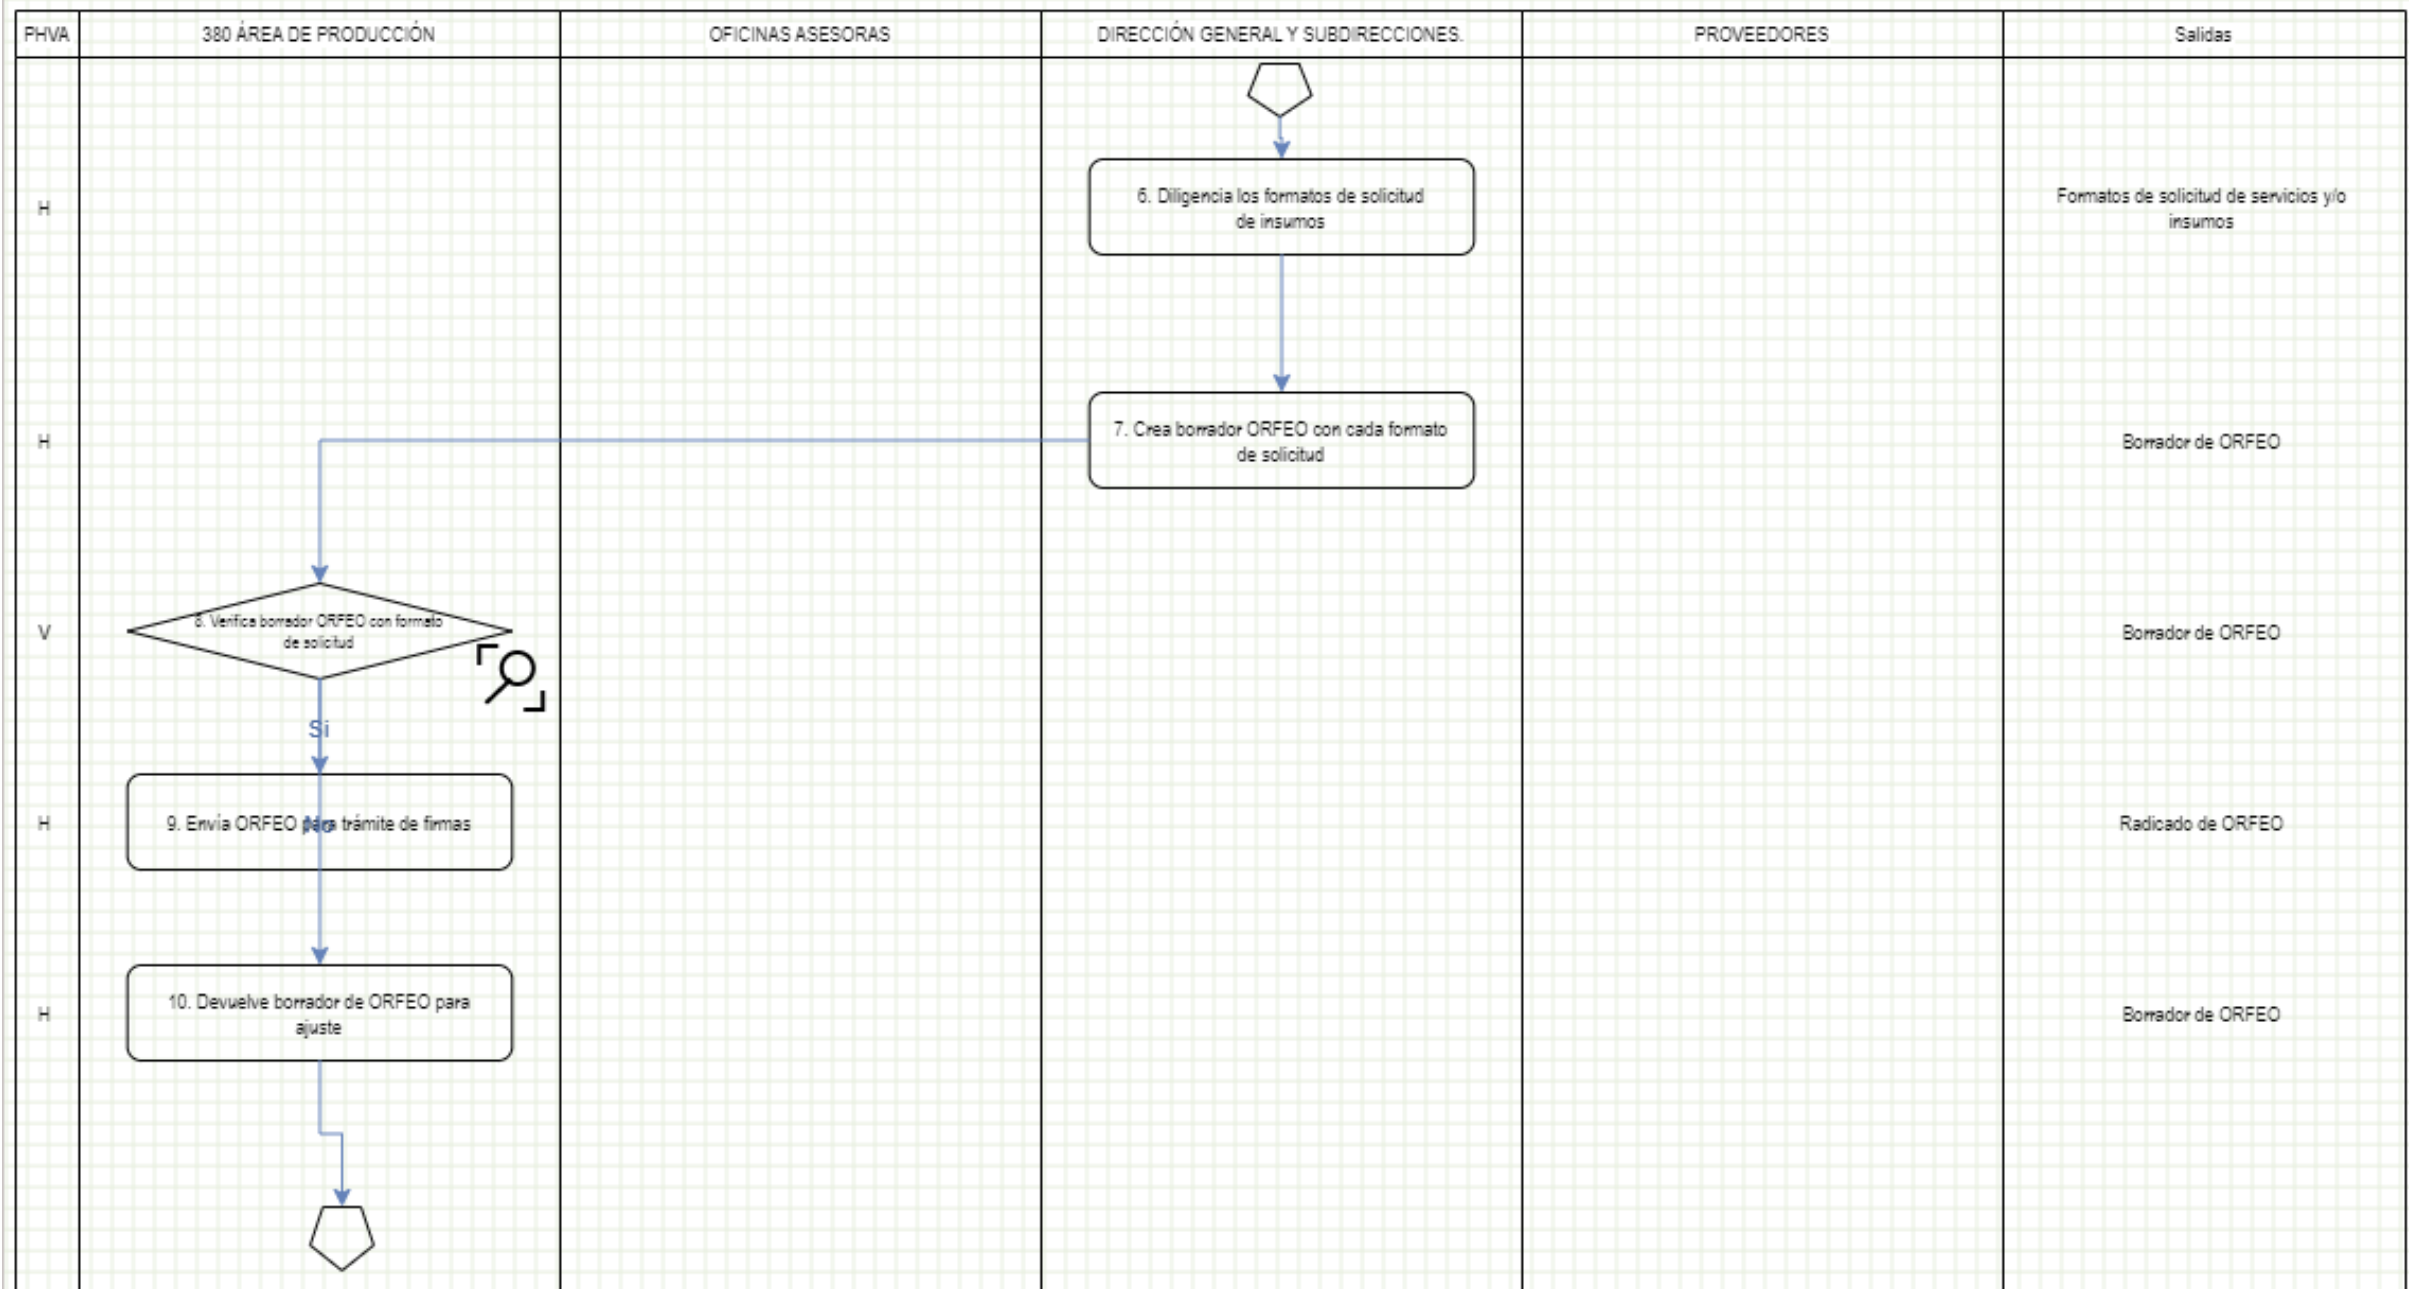 PHVA
380 ÁREA DE PRODUCCIÓN
OFICINAS ASESORAS
DIRECCIÓN GENERAL Y SUBDIRECCIONES.
PROVEEDORES
Salidas
H
6. Diligencia los formatos de solicitud
de insumos
Formatos de solicitud de servicios y/o
insumos
H
7. Crea borrador ORFEO con cada formato
de solicitud
Borrador de ORFEO
V
8. Verifica borrador ORFEO con formato
de solicitud
Borrador de ORFEO
Si
H
9. Envía ORFEO para trámite de firmas
No
Radicado de ORFEO
H
10. Devuelve borrador de ORFEO para
ajuste
Borrador de ORFEO